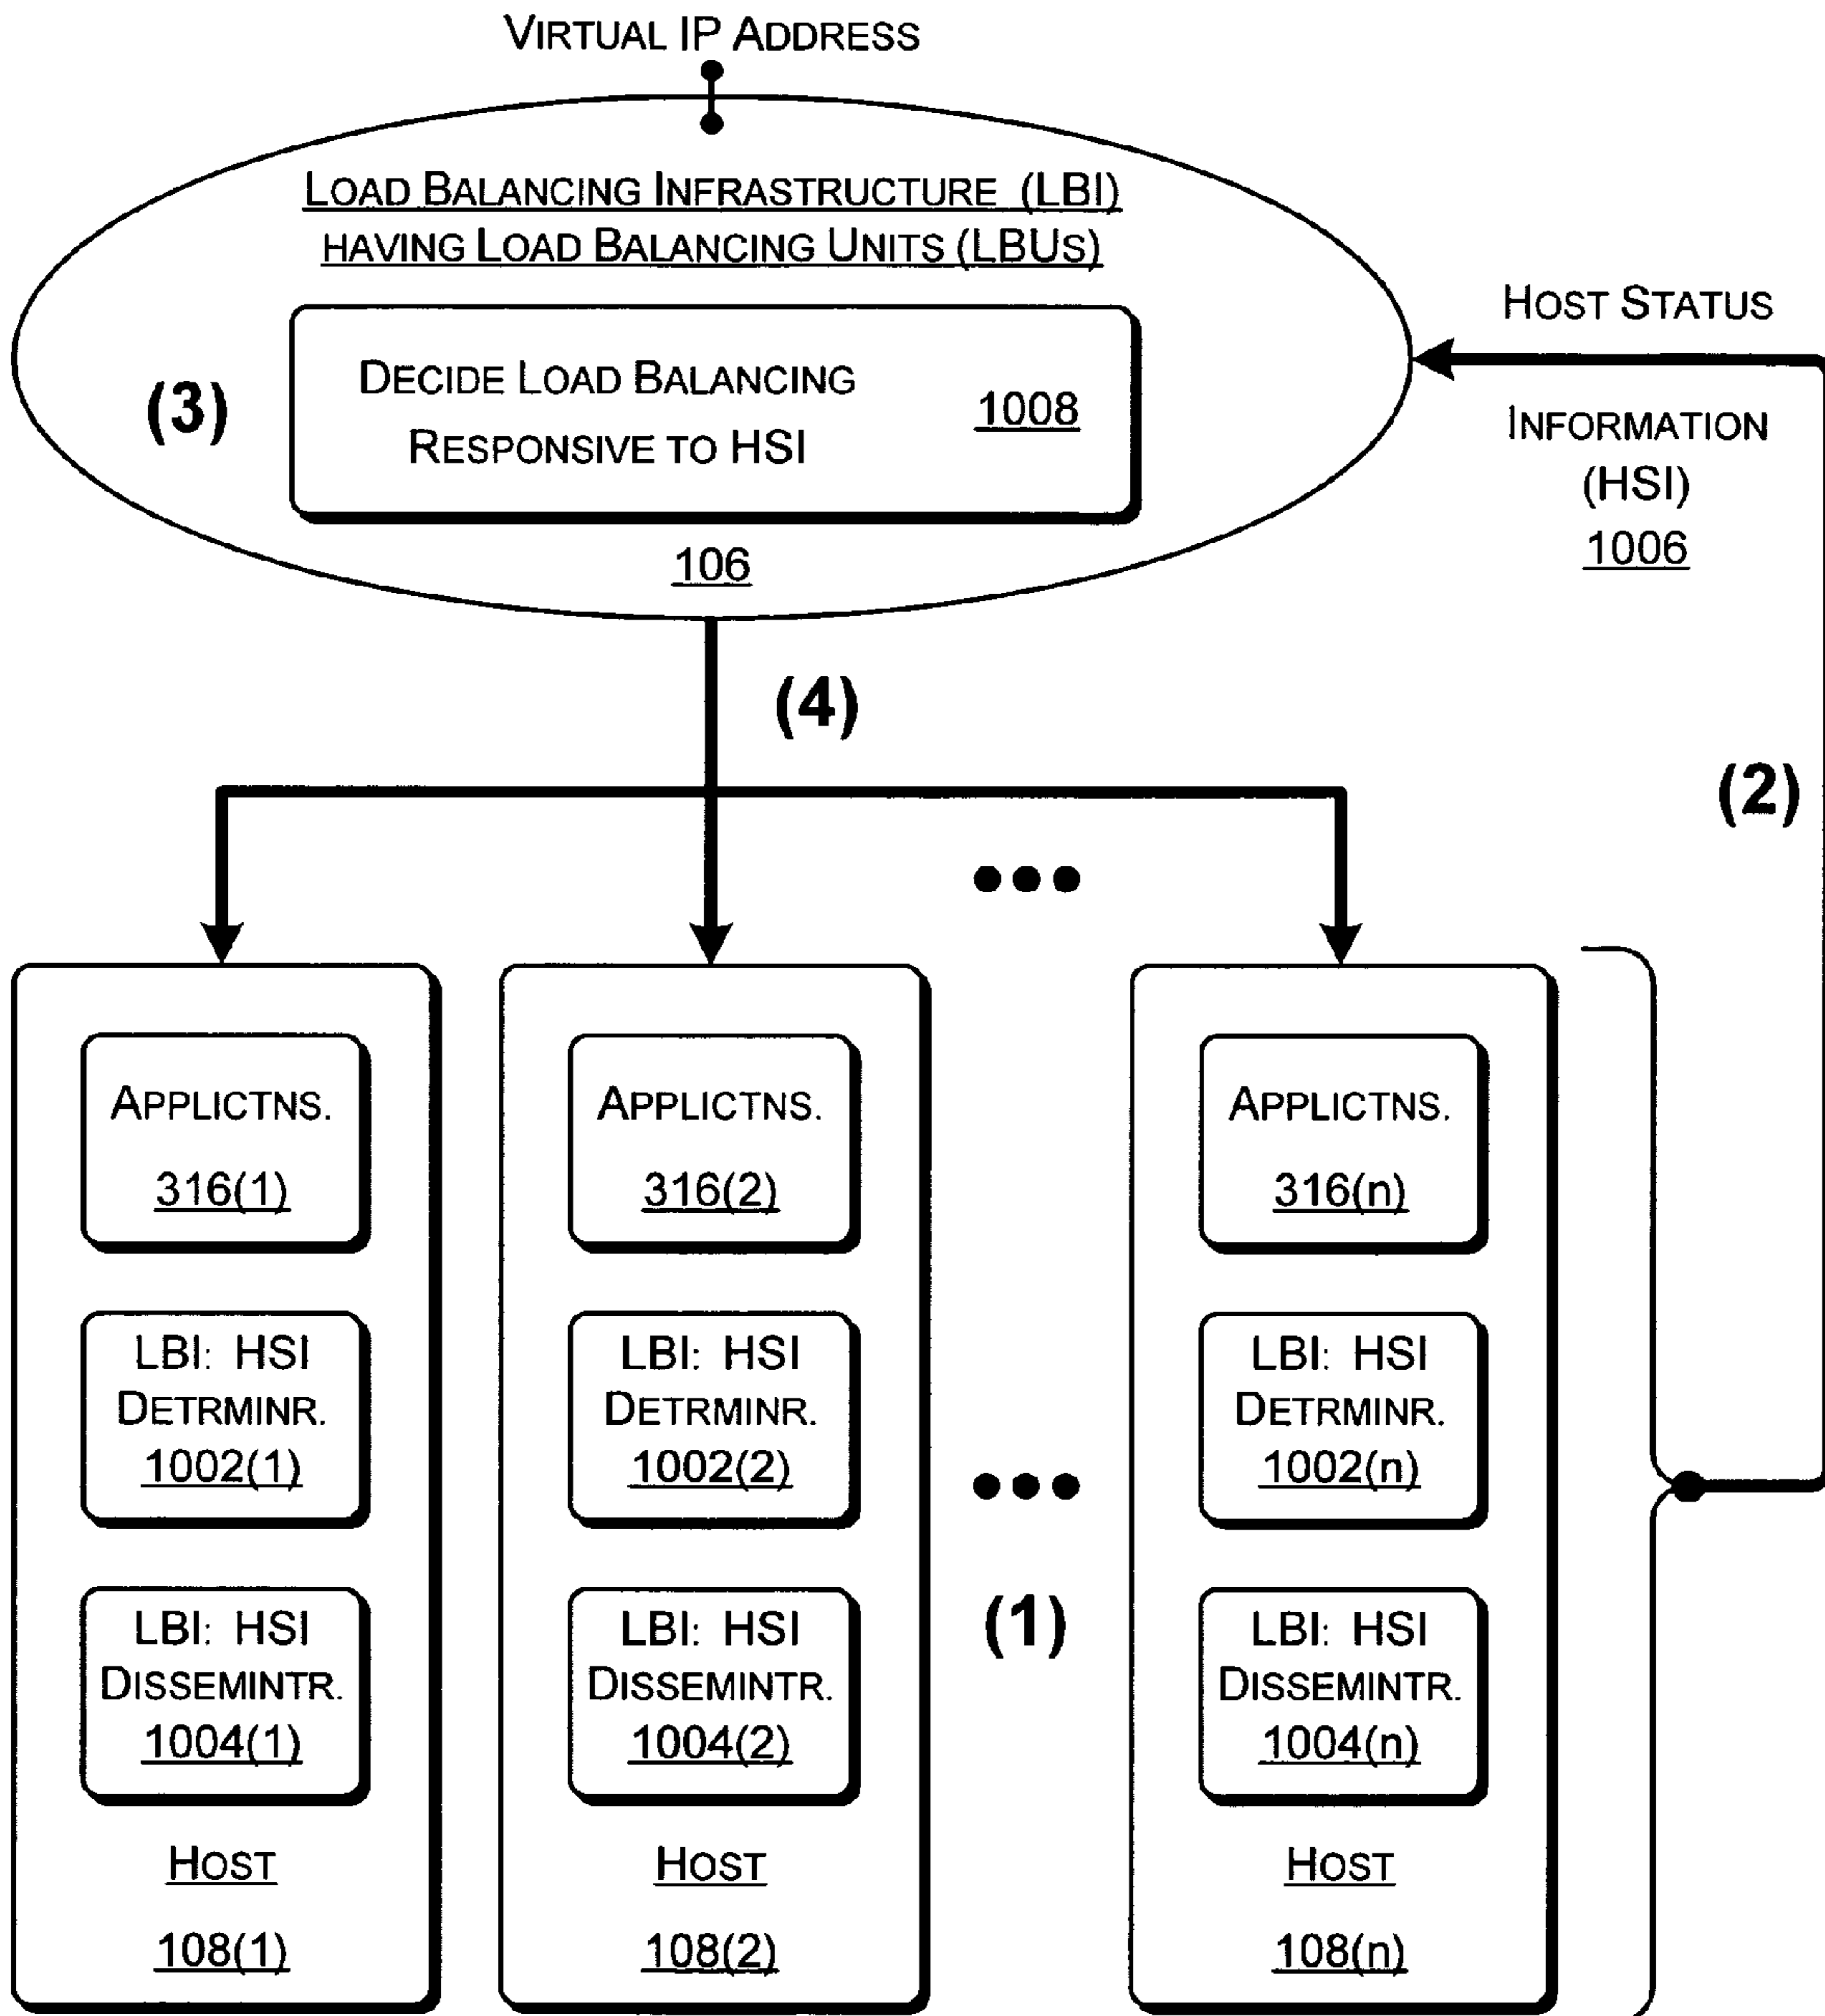 VIRTUAL IP ADDRESS
LOAD BALANCING INFRASTRUCTURE (LBI)
HAVING LOAD BALANCING UNITS (LBUS)
(3)
DECIDE LOAD BALANCING
RESPONSIVE TO HSI
1008
106
HOST STATUS
INFORMATION
(HSI)
1006
(4)
(2)
APPLICTNS.
316(1)
LBI: HSI
DETRMINR.
1002(1)
LBI: HSI
DISSEMINTR.
1004(1)
HOST
108(1)
APPLICTNS.
316(2)
LBI: HSI
DETRMINR.
1002(2)
LBI: HSI
DISSEMINTR.
1004(2)
HOST
108(2)
(1)
APPLICTNS.
316(n)
LBI: HSI
DETRMINR.
1002(n)
LBI: HSI
DISSEMINTR.
1004(n)
HOST
108(n)